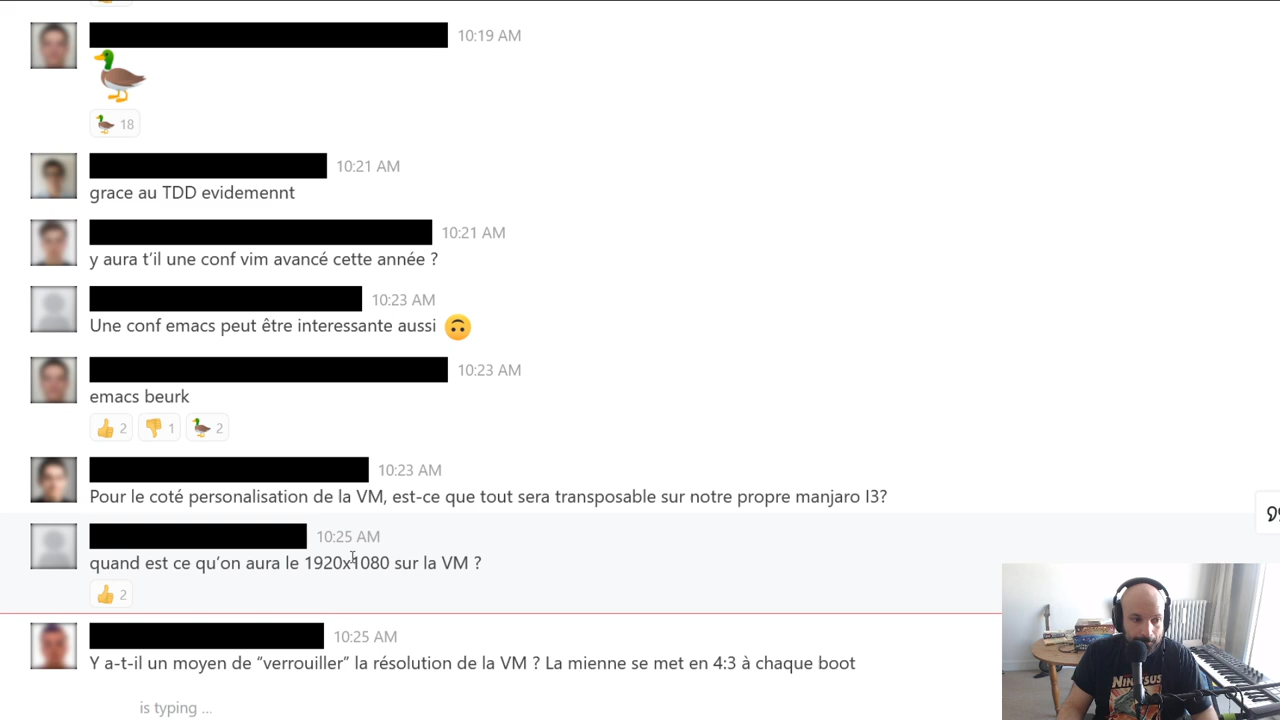 10:19 AM
18
10:21 AM
grace au TDD evidemennt
10:21 AM
y aura t’il une conf vim avancé cette année ?
10:23 AM
Une conf emacs peut être interessante aussi
10:23 AM
emacs beurk
2 1 2
10:23 AM
Pour le coté personalisation de la VM, est-ce que tout sera transposable sur notre propre manjaro I3?
10:25 AM
quand est ce qu’on aura le 1920x1080 sur la VM ?
2
10:25 AM
Y a-t-il un moyen de “verrouiller” la résolution de la VM ? La mienne se met en 4:3 à chaque boot
is typing ...